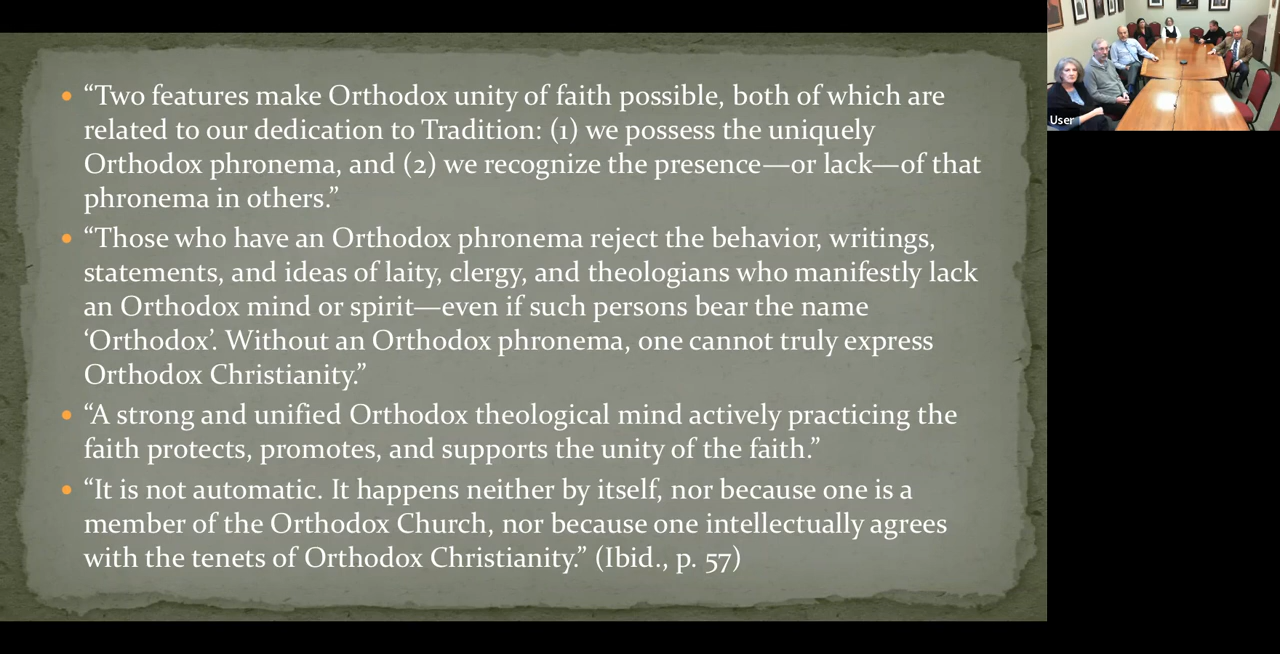 “Two features make Orthodox unity of faith possible, both of which are
related to our dedication to Tradition: (1) we possess the uniquely
Orthodox phronema, and (2) we recognize the presence—or lack—of that
phronema in others.”
“Those who have an Orthodox phronema reject the behavior, writings,
statements, and ideas of laity, clergy, and theologians who manifestly lack
an Orthodox mind or spirit—even if such persons bear the name
‘Orthodox’. Without an Orthodox phronema, one cannot truly express
Orthodox Christianity.”
“A strong and unified Orthodox theological mind actively practicing the
faith protects, promotes, and supports the unity of the faith.”
“It is not automatic. It happens neither by itself, nor because one is a
member of the Orthodox Church, nor because one intellectually agrees
with the tenets of Orthodox Christianity.” (Ibid., p. 57)
User